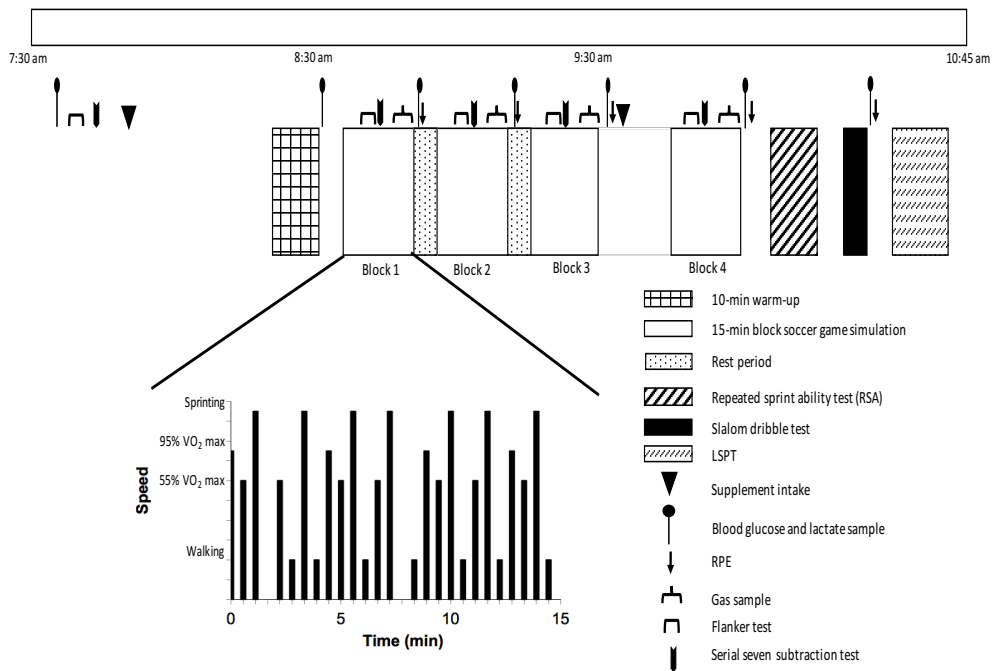 7:30 am
8:30 am
9:30 am
10:45 am
Block 1
Block 2
Block 3
Block 4
10-min warm-up
15-min block soccer game simulation
Rest period
Repeated sprint ability test (RSA)
Slalom dribble test
LSPT
Supplement intake
Blood glucose and lactate sample
RPE
Gas sample
Flanker test
Serial seven subtraction test
Speed
Sprinting
95% VO2 max
55% VO2 max
Walking
0 5 10 15
Time (min)